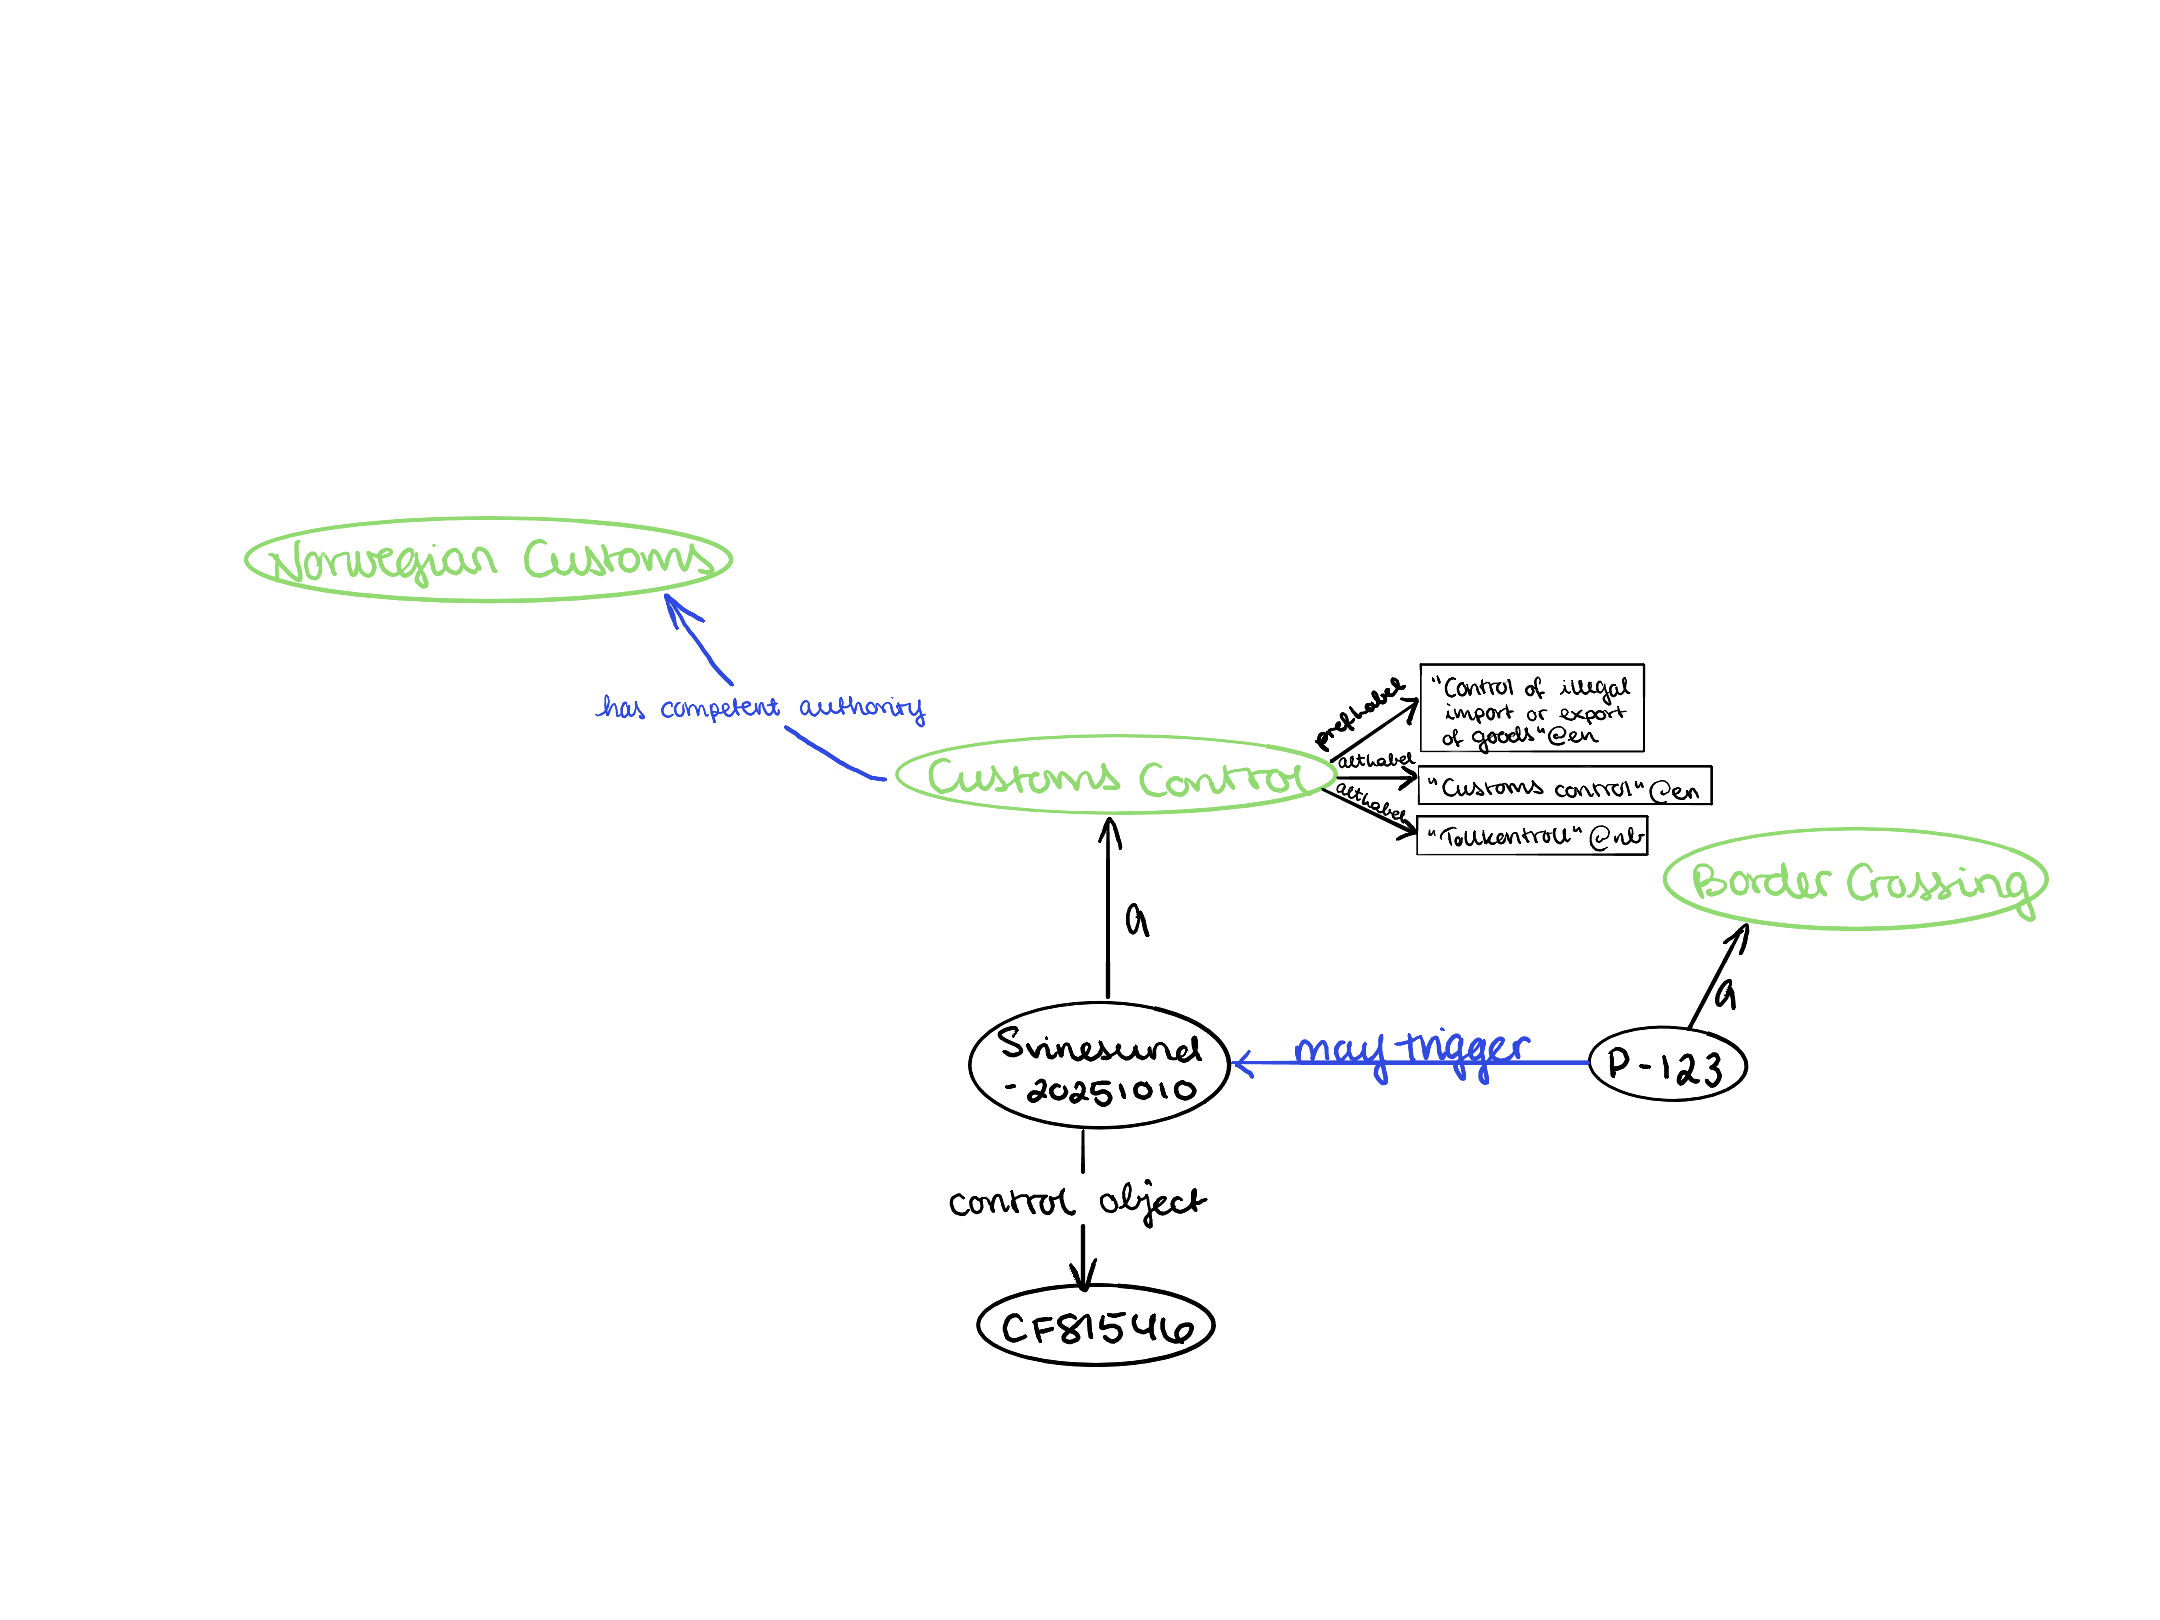 Norwegian Customs
has competent authority
Customs Control
prefLabel
"Control of illegal
import or export
of goods"@en
altLabel
"Customs control"@en
altLabel
"Tollkontroll"@nb
Border Crossing
a
a
Svinesund
-20251010
may trigger
P-123
control object
CF81546